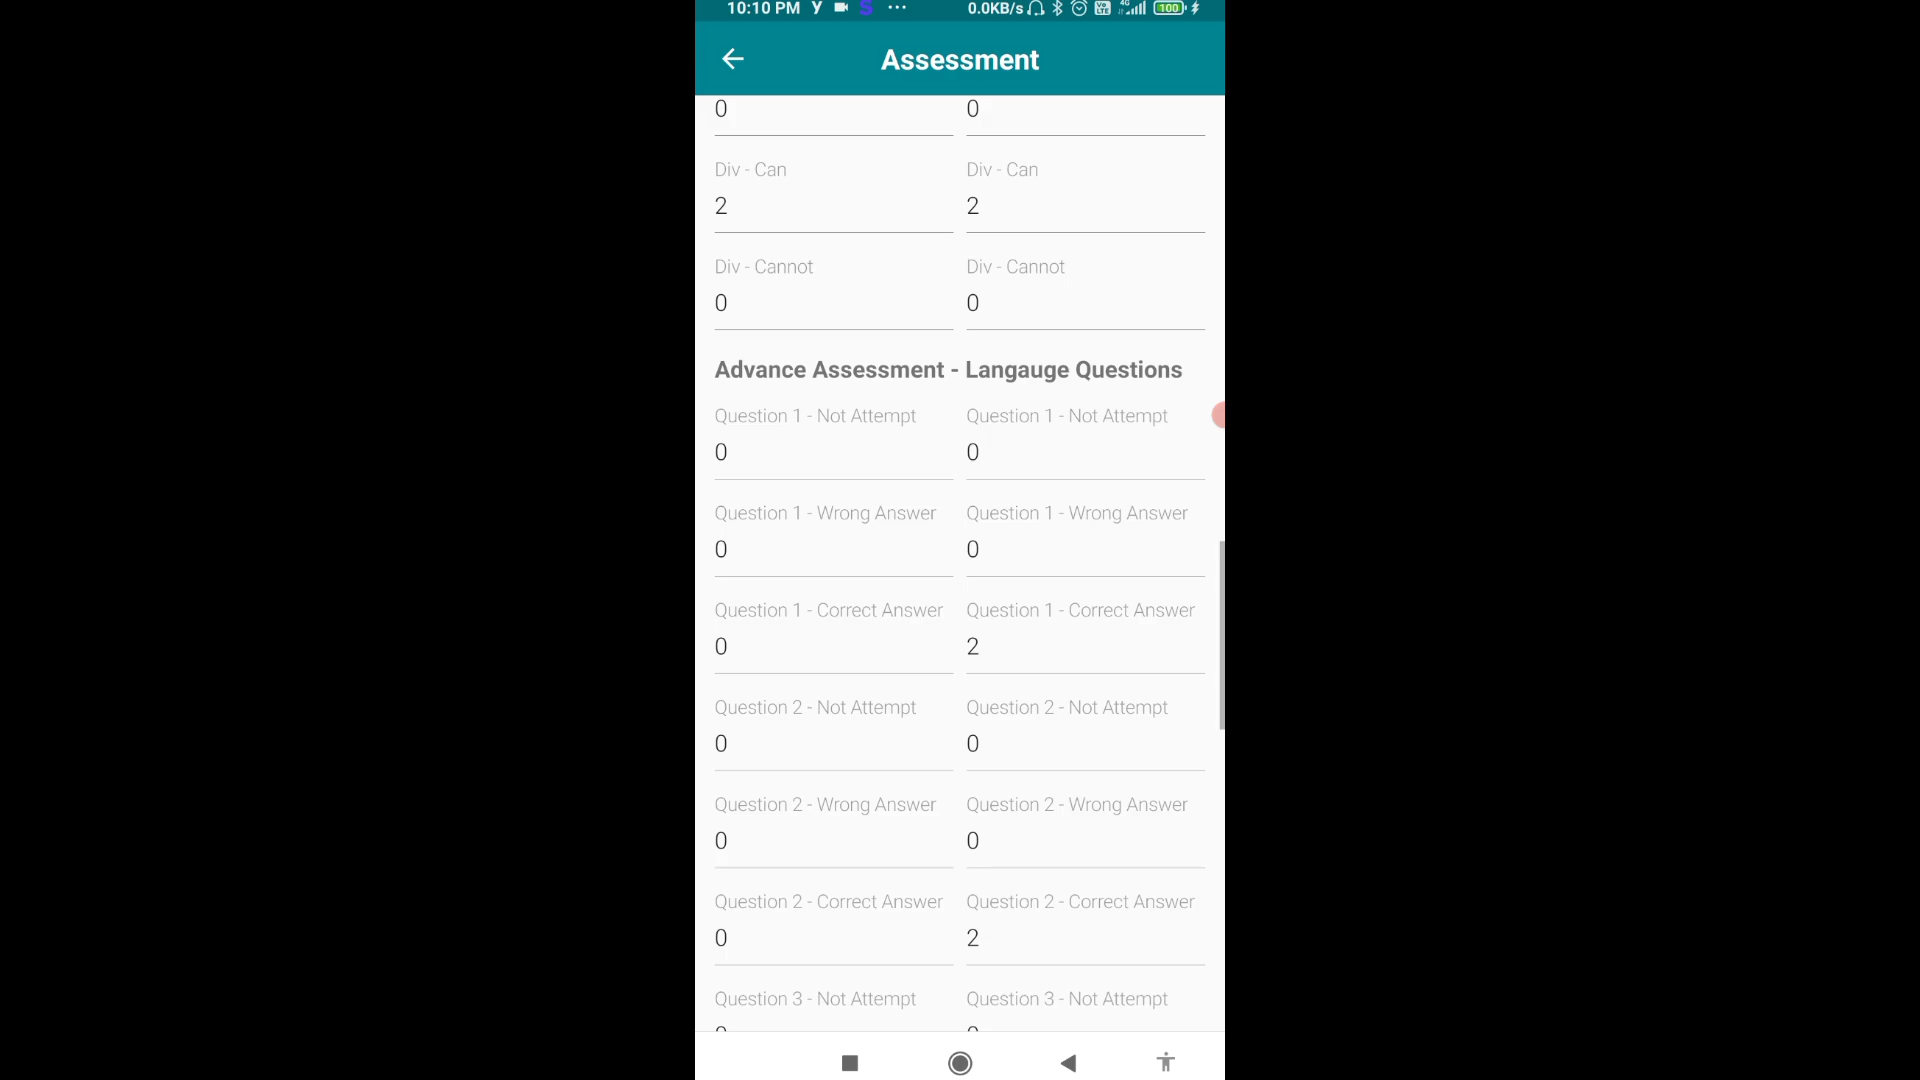 10:10 PM y S ... 0.0KB/s Vo LTE 4G 100
Assessment
0 0
Div - Can Div - Can
2 2
Div - Cannot Div - Cannot
0 0
Advance Assessment - Langauge Questions
Question 1 - Not Attempt Question 1 - Not Attempt
0 0
Question 1 - Wrong Answer Question 1 - Wrong Answer
0 0
Question 1 - Correct Answer Question 1 - Correct Answer
0 2
Question 2 - Not Attempt Question 2 - Not Attempt
0 0
Question 2 - Wrong Answer Question 2 - Wrong Answer
0 0
Question 2 - Correct Answer Question 2 - Correct Answer
0 2
Question 3 - Not Attempt Question 3 - Not Attempt